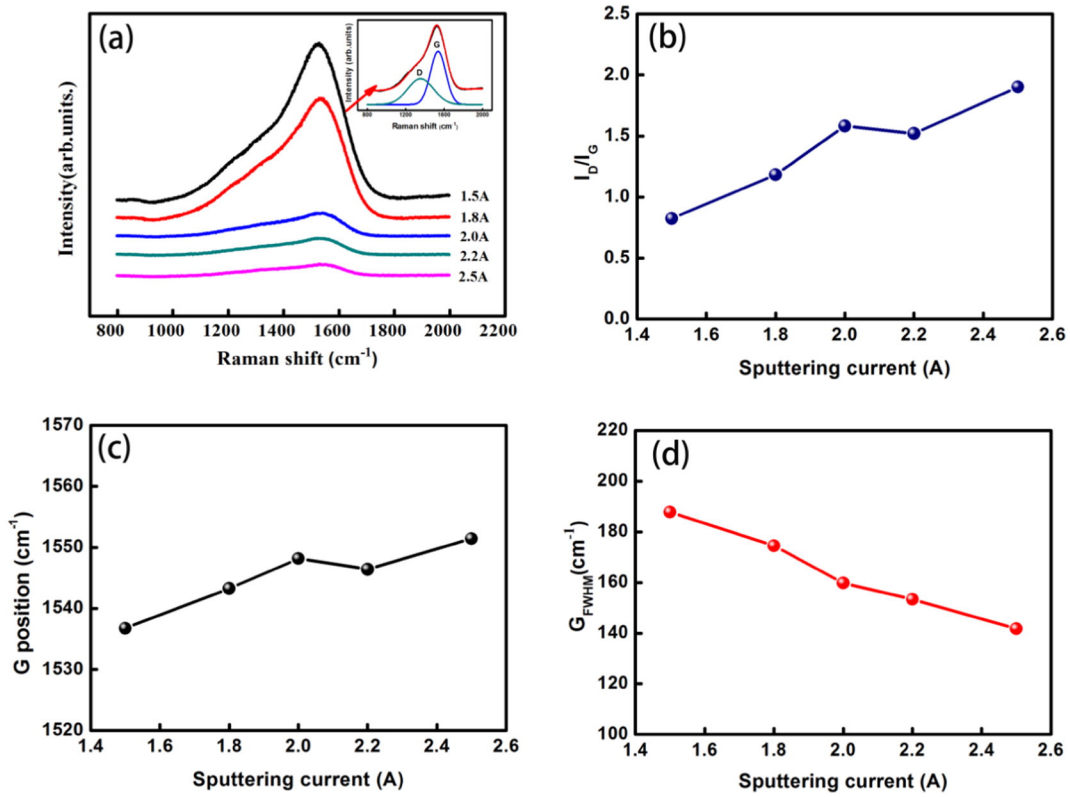 (a)
Intensity(arb.units.)
Intensity (arb.units)
G
D
800 1200 1600 2000
Raman shift (cm-1)
1.5A
1.8A
2.0A
2.2A
2.5A
800 1000 1200 1400 1600 1800 2000 2200
Raman shift (cm-1)
(b)
2.5
2.0
1.5
1.0
0.5
0.0
ID/IG
1.4 1.6 1.8 2.0 2.2 2.4 2.6
Sputtering current (A)
(c)
1570
1560
1550
1540
1530
1520
G position (cm-1)
1.4 1.6 1.8 2.0 2.2 2.4 2.6
Sputtering current (A)
(d)
220
200
180
160
140
120
100
GFWHM(cm-1)
1.4 1.6 1.8 2.0 2.2 2.4 2.6
Sputtering current (A)